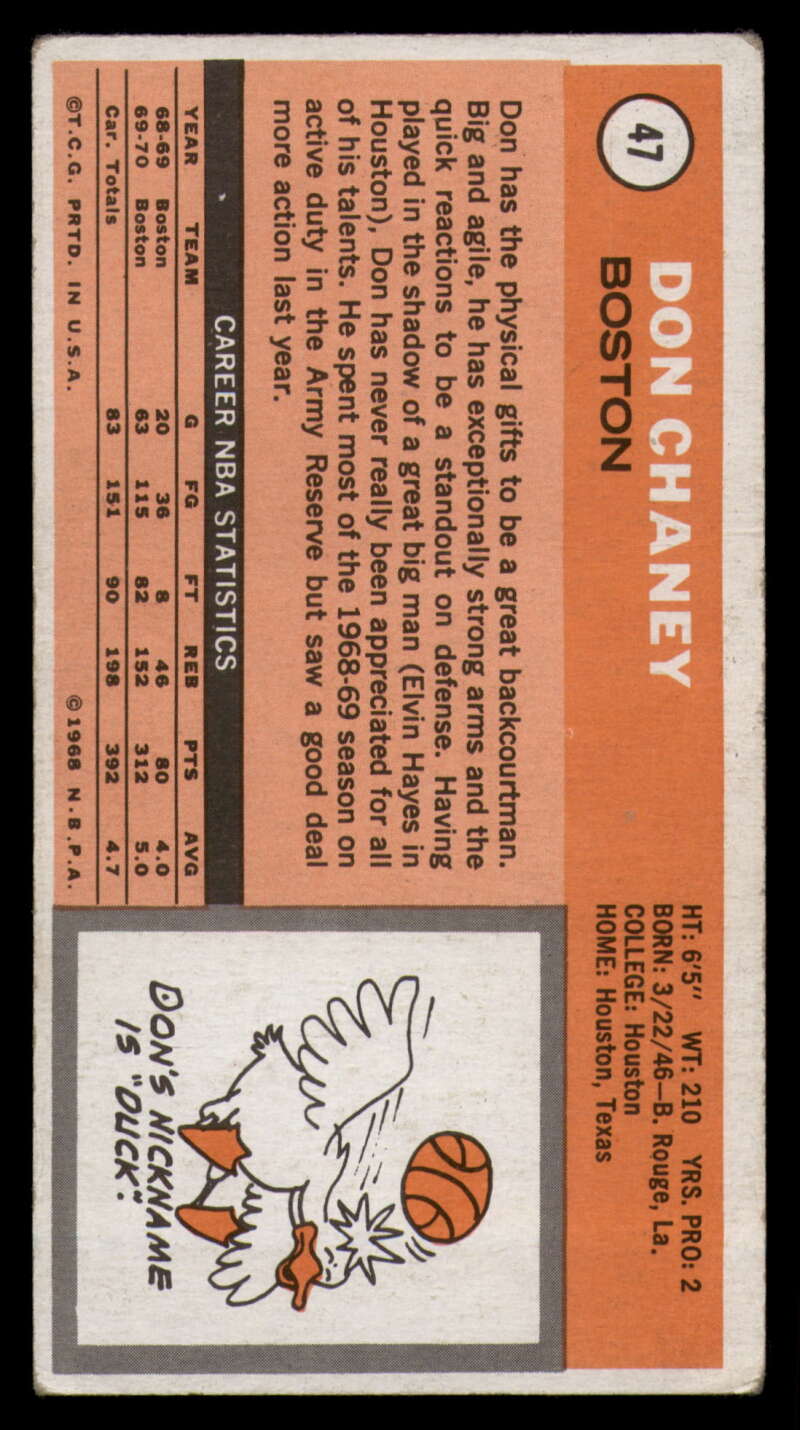 47
DON CHANEY
BOSTON
HT: 6'5" WT: 210 YRS. PRO: 2
BORN: 3/22/46—B. Rouge, La.
COLLEGE: Houston
HOME: Houston, Texas
Don has the physical gifts to be a great backcourtman.
Big and agile, he has exceptionally strong arms and the
quick reactions to be a standout on defense. Having
played in the shadow of a great big man (Elvin Hayes in
Houston), Don has never really been appreciated for all
of his talents. He spent most of the 1968-69 season on
active duty in the Army Reserve but saw a good deal
more action last year.
CAREER NBA STATISTICS
YEAR TEAM G FG FT REB PTS AVG
68-69 Boston 20 36 8 46 80 4.0
69-70 Boston 63 115 82 152 312 5.0
Car. Totals 83 151 90 198 392 4.7
©T.C.G. PRTD. IN U.S.A. ©1968 N.B.P.A.
DON'S NICKNAME
IS "DUCK".